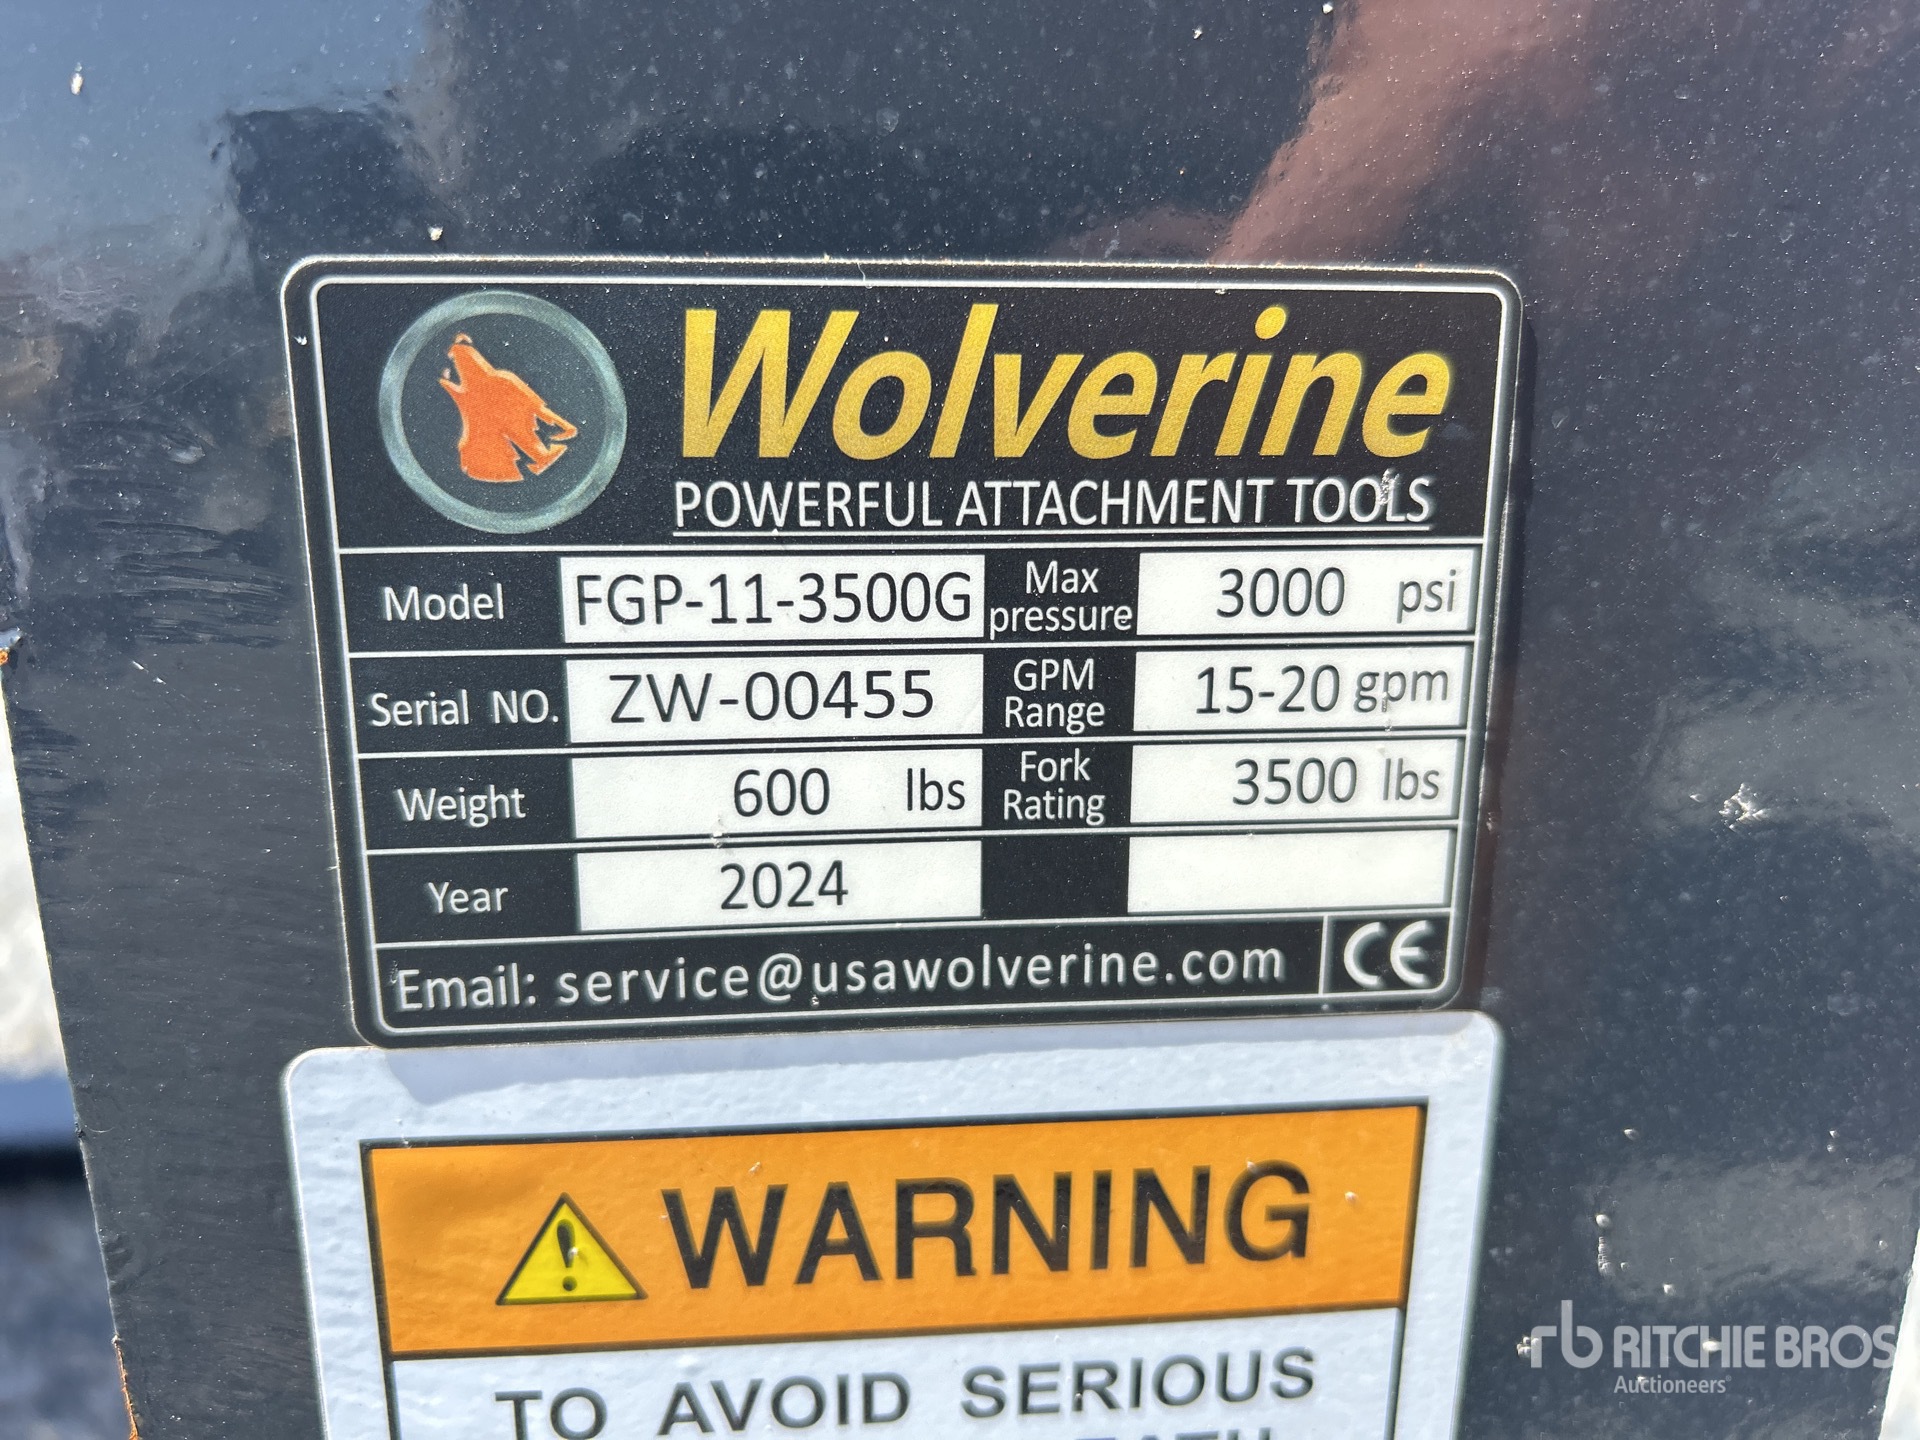 Wolverine
POWERFUL ATTACHMENT TOOLS
Model FGP-11-3500G Max pressure 3000 psi
Serial NO. ZW-00455 GPM Range 15-20 gpm
Weight 600 lbs Fork Rating 3500 lbs
Year 2024
Email: service@usawolverine.com CE
WARNING
TO AVOID SERIOUS
rb RITCHIE BROS
Auctioneers